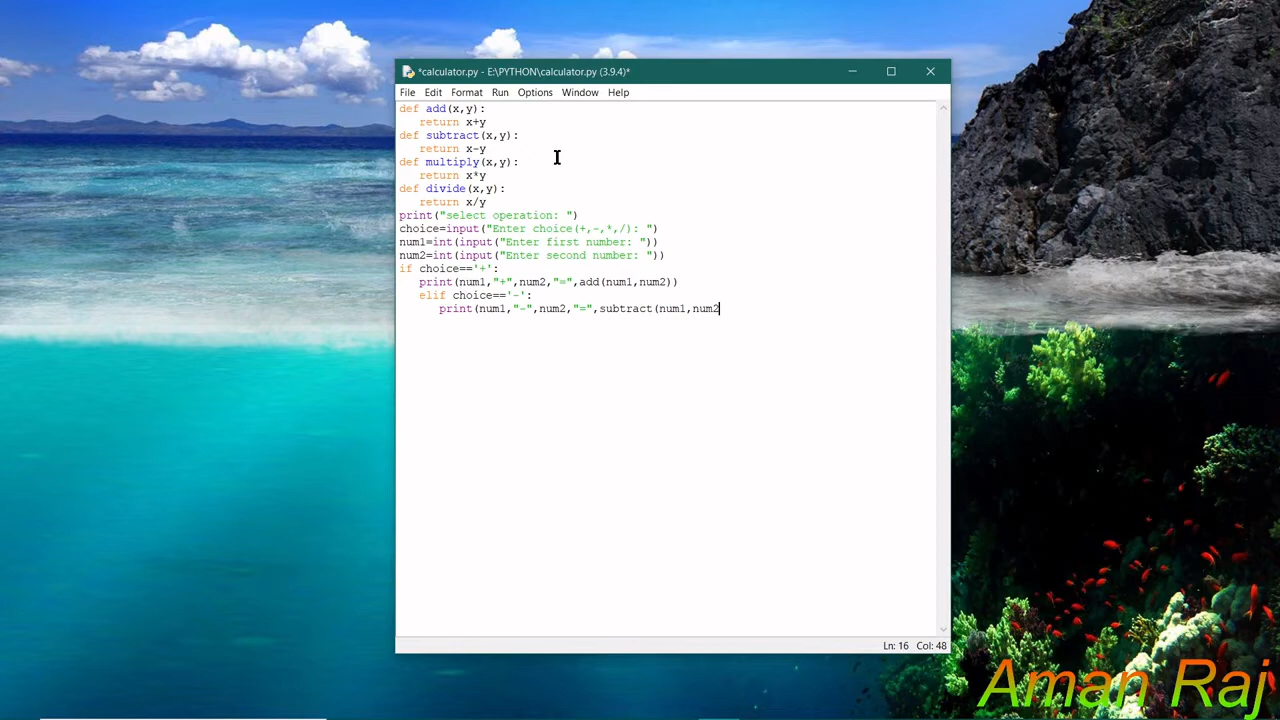 *calculator.py - E:\PYTHON\calculator.py (3.9.4)*
File Edit Format Run Options Window Help
def add(x,y):
   return x+y
def subtract(x,y):
   return x-y
def multiply(x,y):
   return x*y
def divide(x,y):
   return x/y
print("select operation: ")
choice=input("Enter choice(+,-,*,/): ")
num1=int(input("Enter first number: "))
num2=int(input("Enter second number: "))
if choice=='+':
   print(num1,"+",num2,"=",add(num1,num2))
   elif choice=='-':
      print(num1,"-",num2,"=",subtract(num1,num2
Ln: 16 Col: 48
Aman Raj